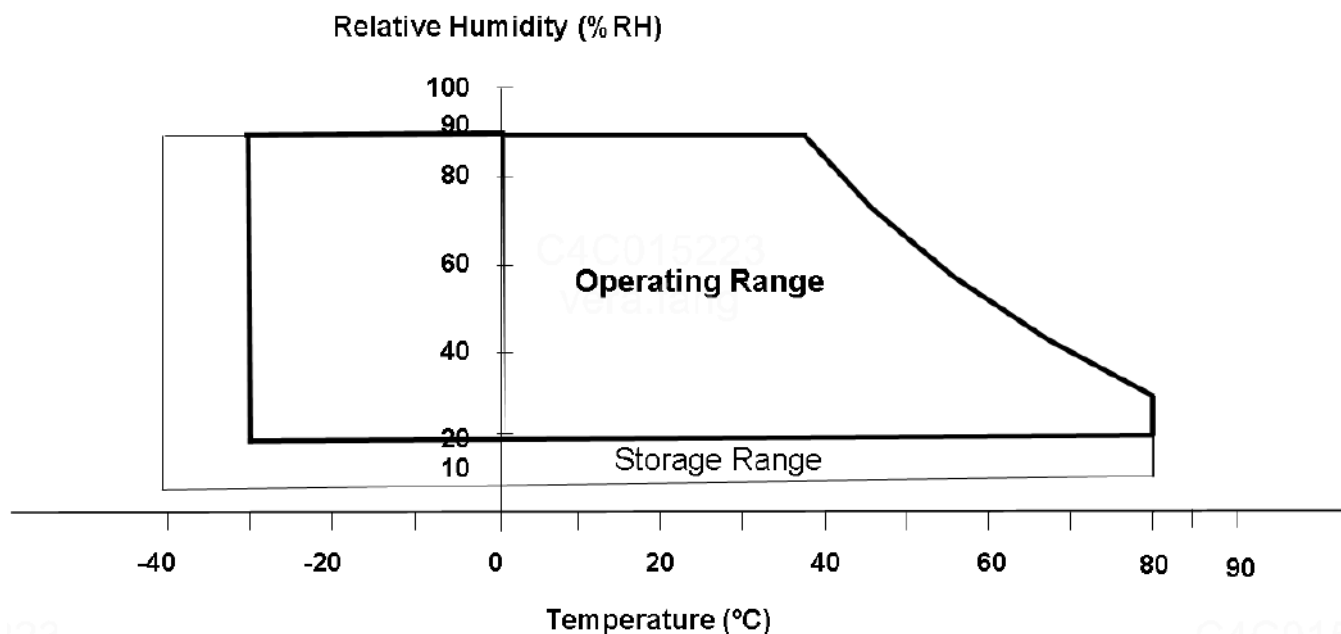 Relative Humidity (% RH)
100
90
80
C4C015223
60
Operating Range
vera.fang
40
20
10
Storage Range
-40 -20 0 20 40 60 80 90
Temperature (ºC)